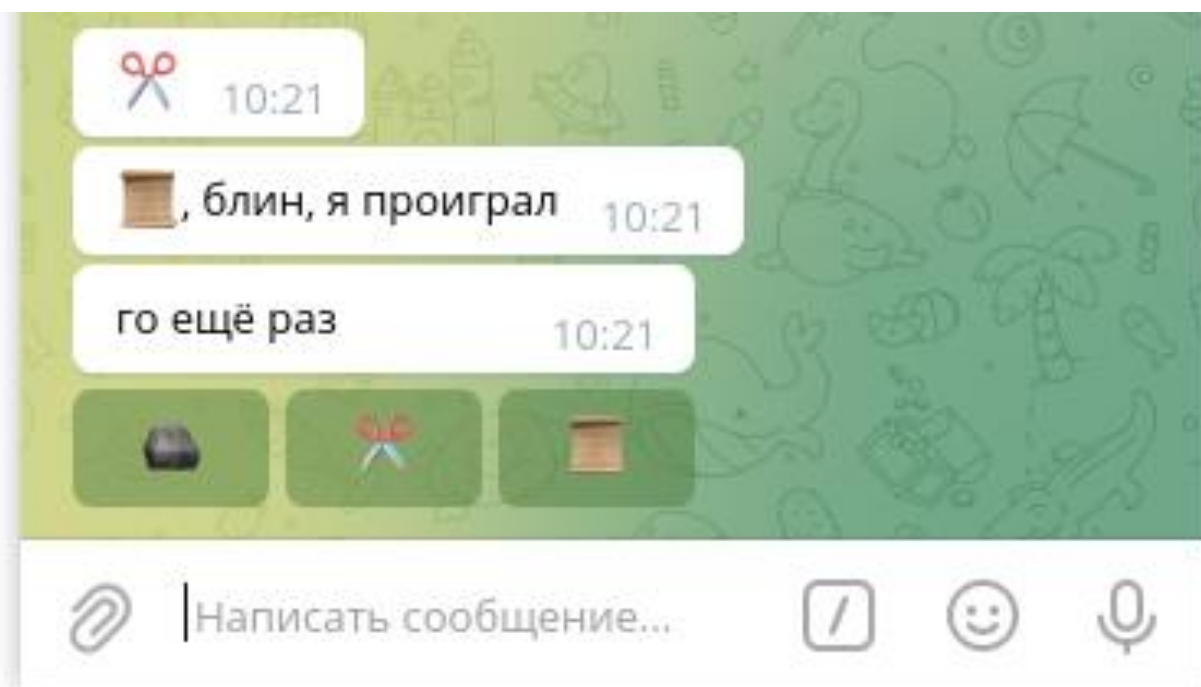 ✂️ 10:21
📜, блин, я проиграл 10:21
го ещё раз 10:21
Написать сообщение...
/